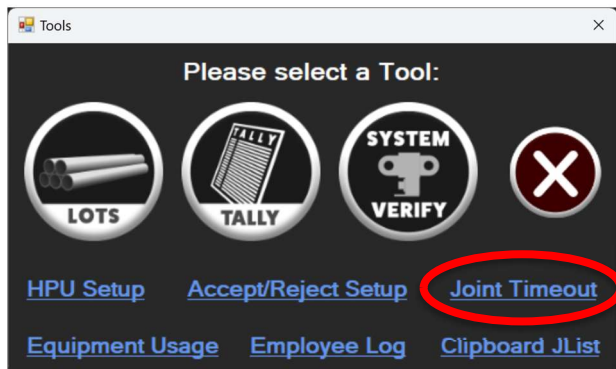 Tools
Please select a Tool:
LOTS
TALLY
TALLY
SYSTEM
VERIFY
HPU Setup Accept/Reject Setup Joint Timeout
Equipment Usage Employee Log Clipboard JList